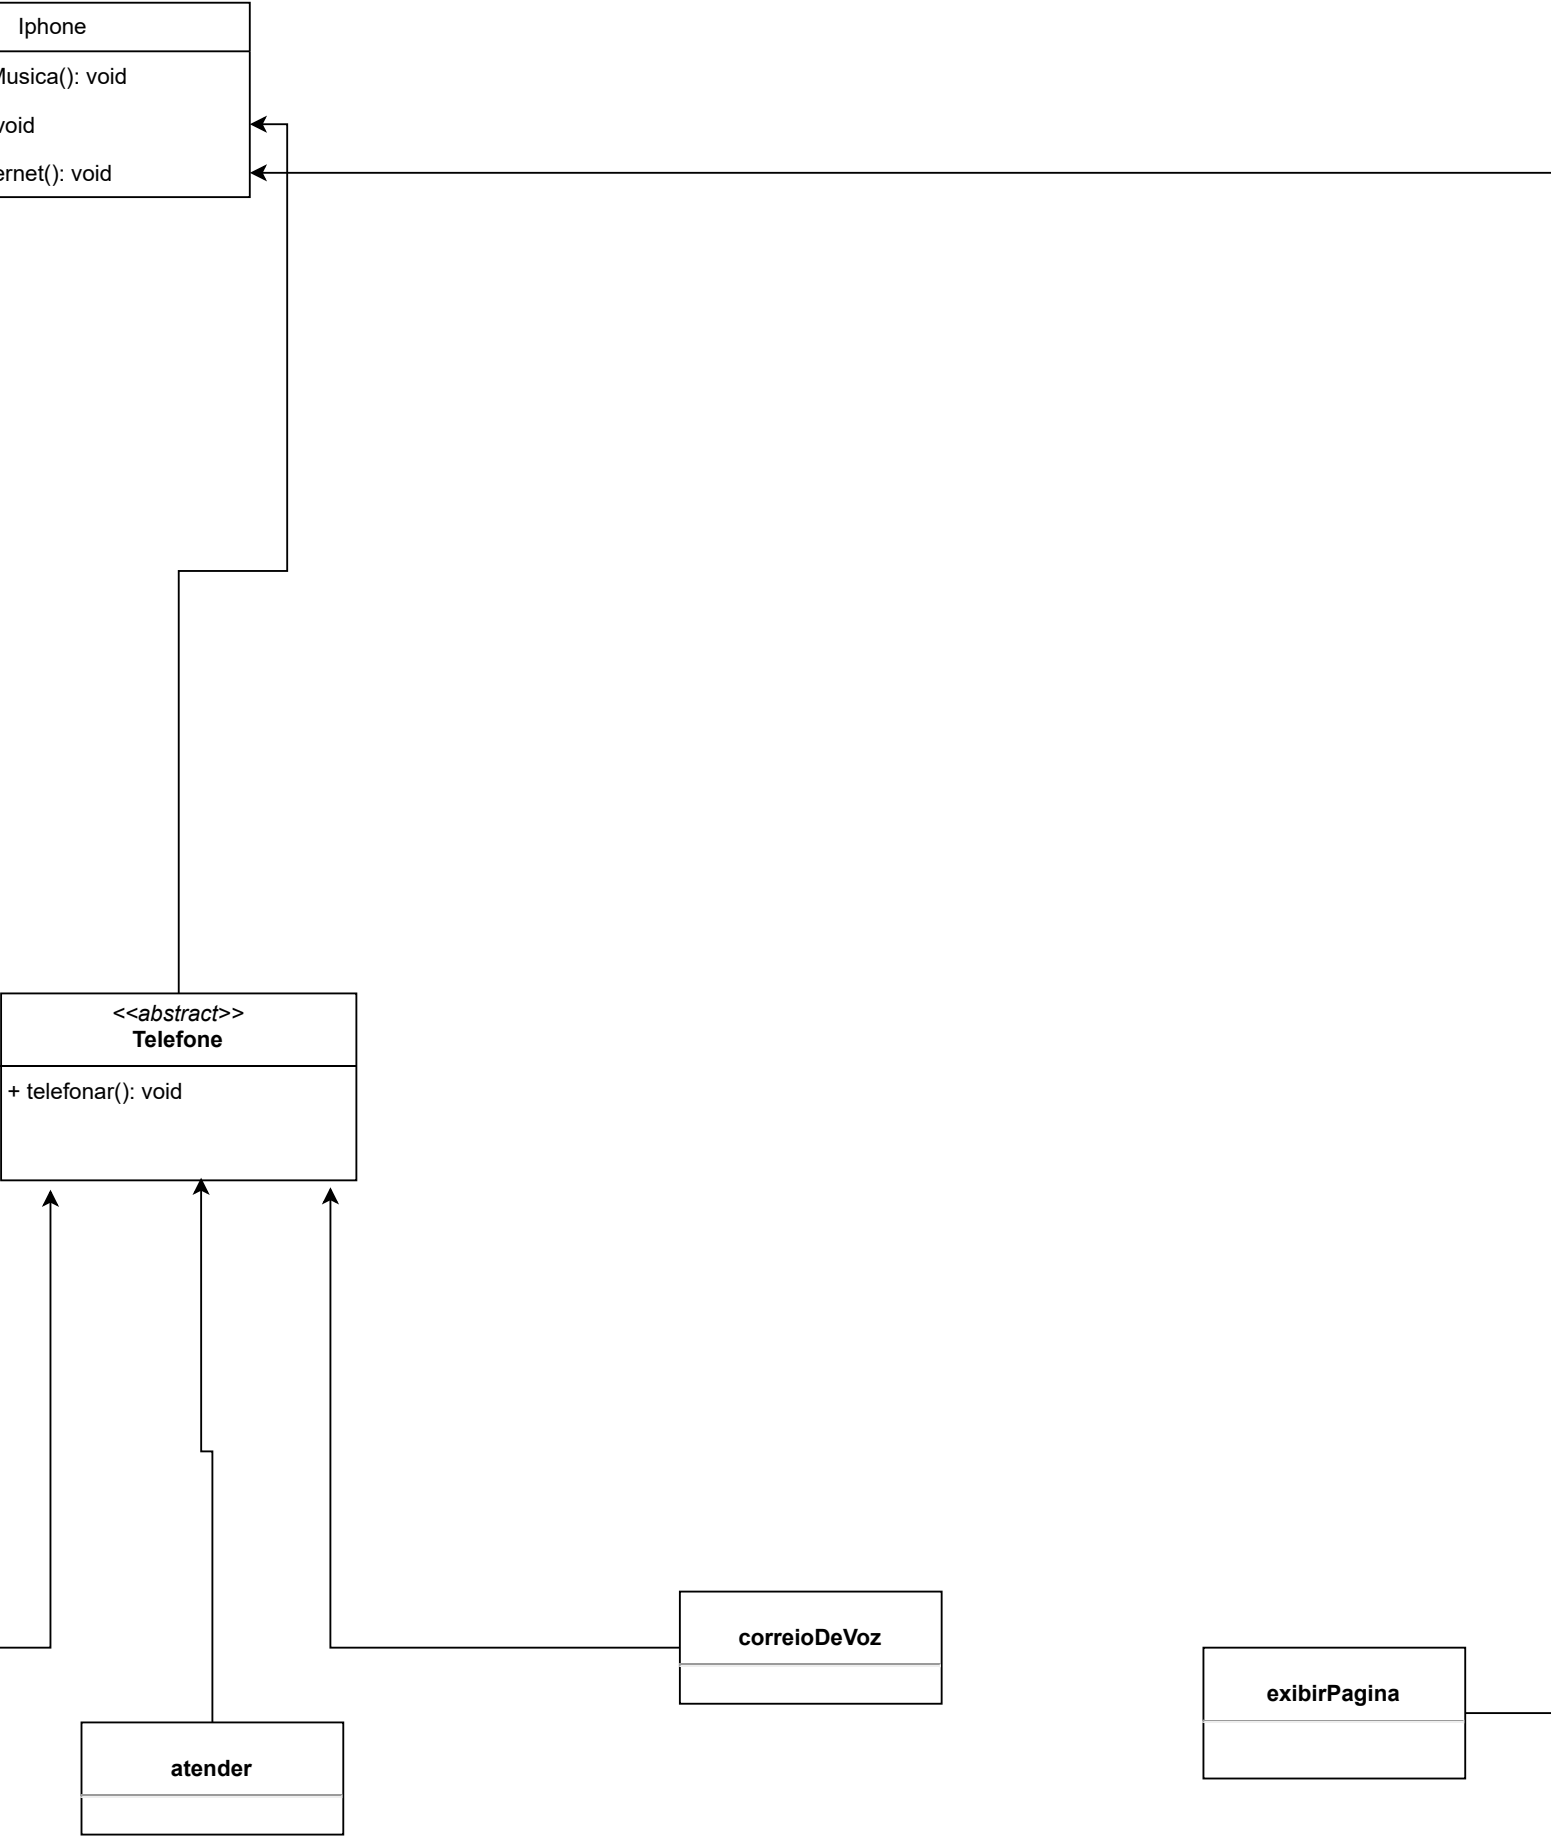 Iphone
Musica(): void
void
ernet(): void
<<abstract>>
Telefone
+ telefonar(): void
correioDeVoz
exibirPagina
atender